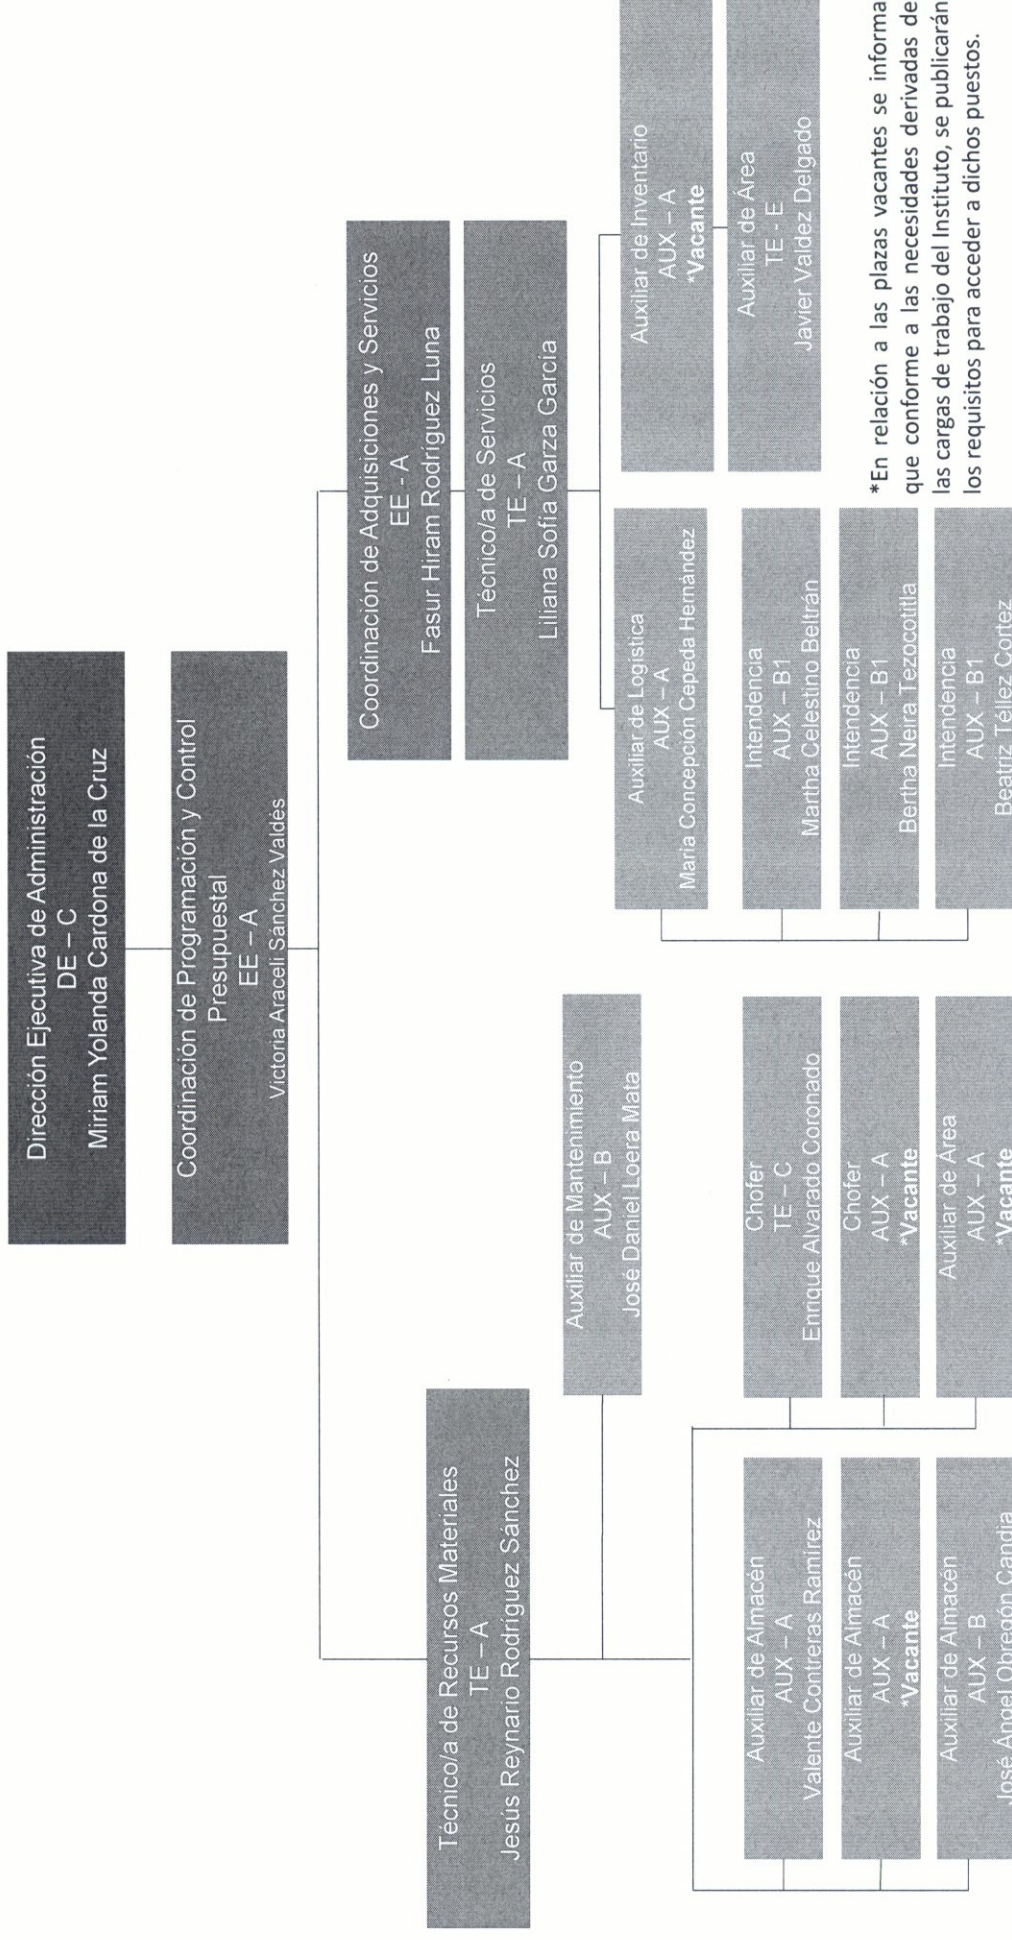 Dirección Ejecutiva de Administración
DE – C
Miriam Yolanda Cardona de la Cruz
Coordinación de Programación y Control
Presupuestal
EE – A
Victoria Araceli Sánchez Valdés
Coordinación de Adquisiciones y Servicios
EE - A
Fasur Hiram Rodríguez Luna
Técnico/a de Servicios
TE – A
Liliana Sofía Garza García
Técnico/a de Recursos Materiales
TE – A
Jesús Reynario Rodríguez Sánchez
Auxiliar de Mantenimiento
AUX – B
José Daniel Loera Mata
Auxiliar de Almacén
AUX – A
Valente Contreras Ramírez
Auxiliar de Almacén
AUX – A
*Vacante
Auxiliar de Almacén
AUX – B
José Ángel Obregón Candia
Chofer
TE – C
Enrique Alvarado Coronado
Chofer
AUX – A
*Vacante
Auxiliar de Área
AUX – A
*Vacante
Auxiliar de Logística
AUX – A
María Concepción Cepeda Hernández
Intendencia
AUX – B1
Martha Celestino Beltrán
Intendencia
AUX – B1
Bertha Neira Tezocotitla
Intendencia
AUX – B1
Beatriz Téllez Cortez
Auxiliar de Inventario
AUX – A
*Vacante
Auxiliar de Área
TE - E
Javier Valdez Delgado
*En relación a las plazas vacantes se informa
que conforme a las necesidades derivadas de
las cargas de trabajo del Instituto, se publicarán
los requisitos para acceder a dichos puestos.